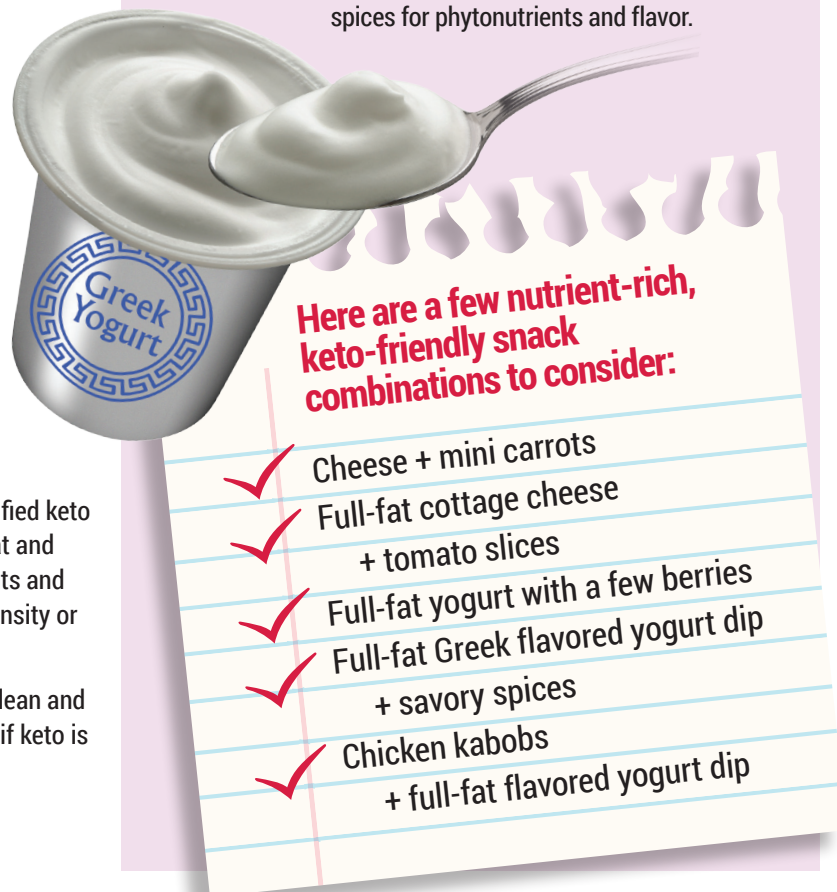 spices for phytonutrients and flavor.
Greek
Yogurt
Here are a few nutrient-rich,
keto-friendly snack
combinations to consider:
Cheese + mini carrots
Full-fat cottage cheese
+ tomato slices
Full-fat yogurt with a few berries
Full-fat Greek flavored yogurt dip
+ savory spices
Chicken kabobs
+ full-fat flavored yogurt dip
keto
and
and
or
lean and
if keto is